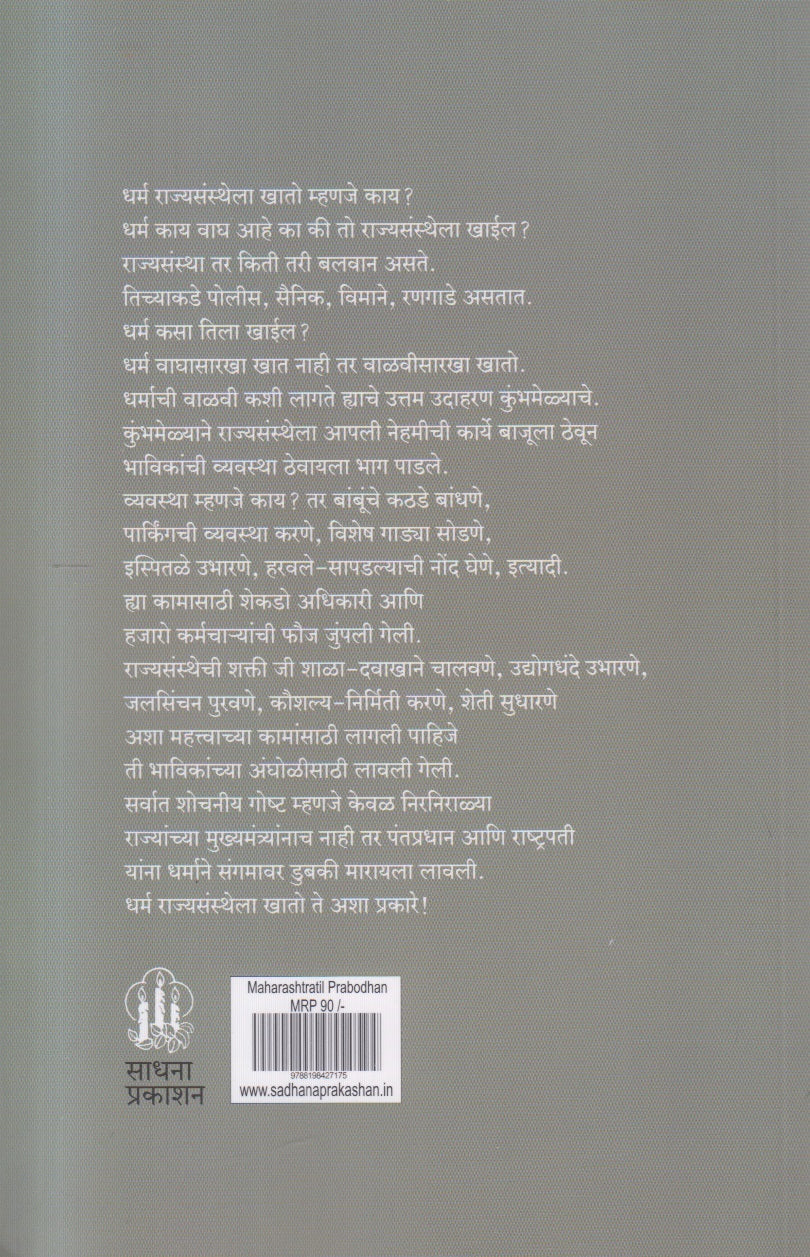 धर्म राज्यसंस्थेला खातो म्हणजे काय?
धर्म काय वाघ आहे का की तो राज्यसंस्थेला खाईल?
राज्यसंस्था तर किती तरी बलवान असते.
तिच्याकडे पोलीस, सैनिक, विमाने, रणगाडे असतात.
धर्म कसा तिला खाईल?
धर्म वाघासारखा खात नाही तर वाळवीसारखा खातो.
धर्माची वाळवी कशी लागते ह्याचे उत्तम उदाहरण कुंभमेळ्याचे.
कुंभमेळ्याने राज्यसंस्थेला आपली नेहमीची कार्ये बाजूला ठेवून
भाविकांची व्यवस्था ठेवायला भाग पाडले.
व्यवस्था म्हणजे काय? तर बांबूंचे कठडे बांधणे,
पार्किंगची व्यवस्था करणे, विशेष गाड्या सोडणे,
इस्पितळे उभारणे, हरवले-सापडल्याची नोंद घेणे, इत्यादी.
ह्या कामासाठी शेकडो अधिकारी आणि
हजारो कर्मचाऱ्यांची फौज जुंपली गेली.
राज्यसंस्थेची शक्ती जी शाळा-दवाखाने चालवणे, उद्योगधंदे उभारणे,
जलसिंचन पुरवणे, कौशल्य-निर्मिती करणे, शेती सुधारणे
अशा महत्त्वाच्या कामांसाठी लागली पाहिजे
ती भाविकांच्या अंघोळीसाठी लावली गेली.
सर्वात शोचनीय गोष्ट म्हणजे केवळ निरनिराळ्या
राज्यांच्या मुख्यमंत्र्यांनाच नाही तर पंतप्रधान आणि राष्ट्रपती
यांना धर्माने संगमावर डुबकी मारायला लावली.
धर्म राज्यसंस्थेला खातो ते अशा प्रकारे!
साधना
प्रकाशन
Maharashtratil Prabodhan
MRP 90 /-
9788198427175
www.sadhanaprakashan.in